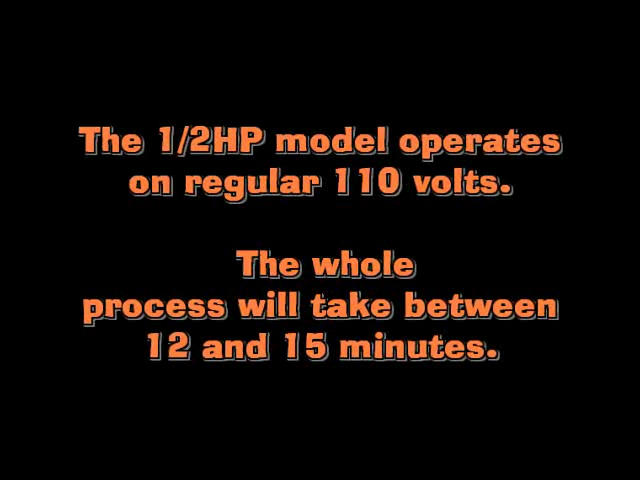 The 1/2HP model operates
on regular 110 volts.
The whole
process will take between
12 and 15 minutes.